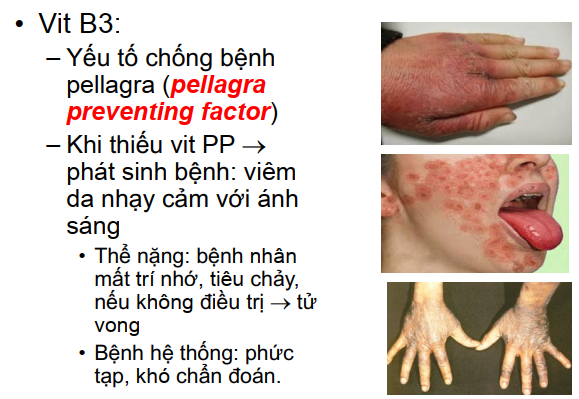 • Vit B3:
– Yếu tố chống bệnh
pellagra (pellagra
preventing factor)
– Khi thiếu vit PP →
phát sinh bệnh: viêm
da nhạy cảm với ánh
sáng
• Thể nặng: bệnh nhân
mất trí nhớ, tiêu chảy,
nếu không điều trị → tử
vong
• Bệnh hệ thống: phức
tạp, khó chẩn đoán.